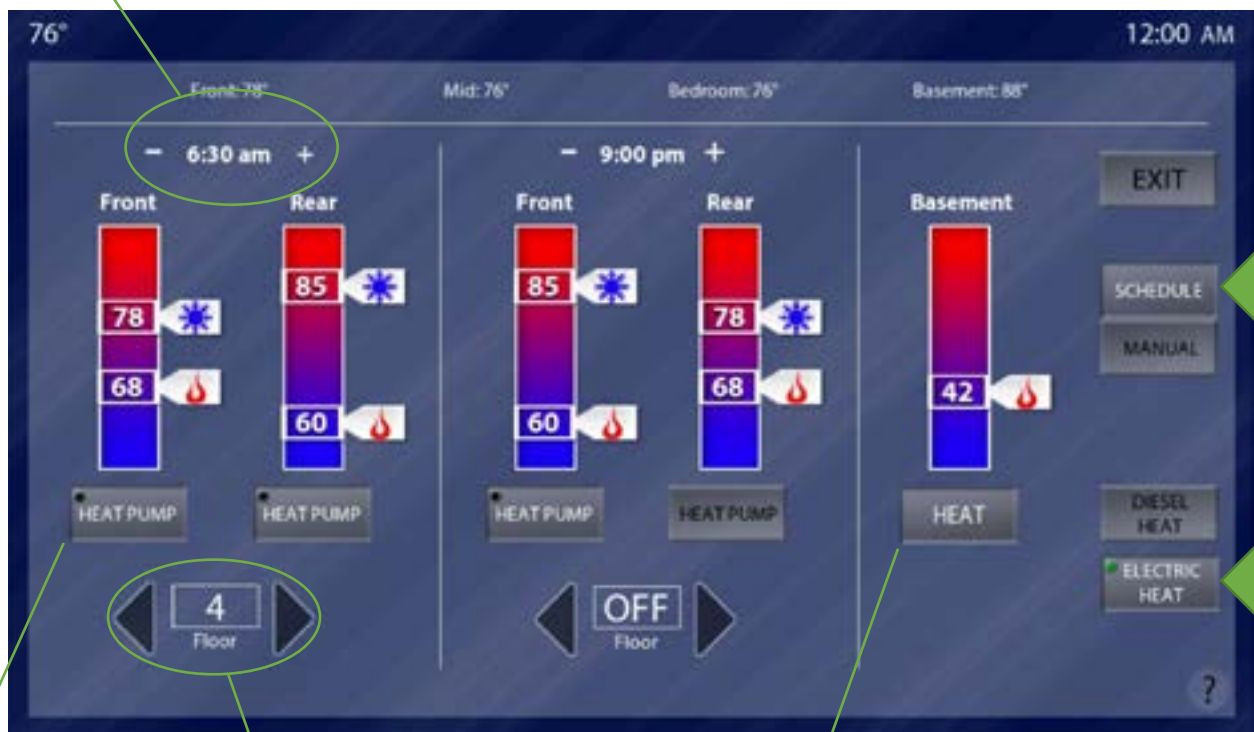 76°
12:00 AM
Front: 78° Mid: 76° Bedroom: 76° Basement: 88°
- 6:30 am +
- 9:00 pm +
Front Rear Front Rear Basement
85 85
78 78
68 68 42
60 60
HEAT PUMP HEAT PUMP HEAT PUMP HEAT PUMP HEAT
4
Floor
OFF
Floor
EXIT
SCHEDULE
MANUAL
DIESEL
HEAT
ELECTRIC
HEAT
?